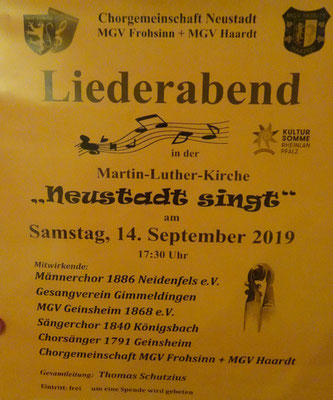 Chorgemeinschaft Neustadt
MGV Frohsinn + MGV Haardt
Liederabend
in der
KULTUR
SOMMER
RHEINLAND
PFALZ
Martin-Luther-Kirche
„Neustadt singt“
am
Samstag, 14. September 2019
17:30 Uhr
Mitwirkende:
Männerchor 1886 Neidenfels e.V.
Gesangverein Gimmeldingen
MGV Geinsheim 1868 e.V.
Sängerchor 1840 Königsbach
Chorsänger 1791 Geinsheim
Chorgemeinschaft MGV Frohsinn + MGV Haardt
Gesamtleitung: Thomas Schutzius
Eintritt: frei um eine Spende wird gebeten